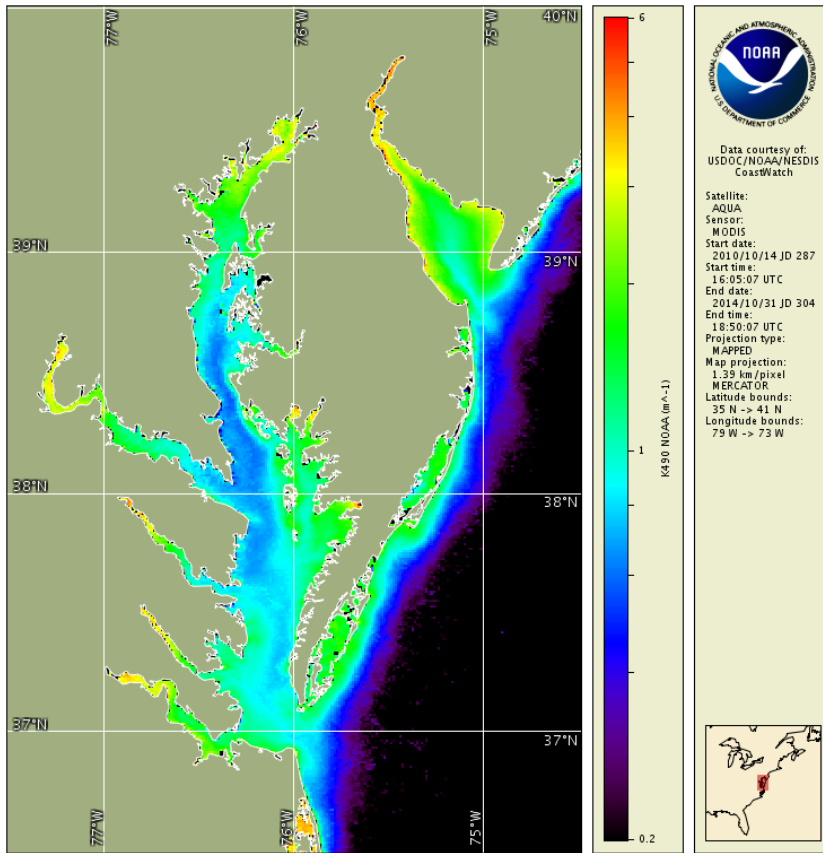 77°W
76°W
75°W
40°N
39°N
39°N
38°N
38°N
37°N
37°N
77°W
76°W
75°W
6
1
0.2
K490 NOAA (m^-1)
NATIONAL OCEANIC AND ATMOSPHERIC ADMINISTRATION
NOAA
U.S. DEPARTMENT OF COMMERCE
Data courtesy of:
USDOC/NOAA/NESDIS
CoastWatch
Satellite:
AQUA
Sensor:
MODIS
Start date:
2010/10/14 JD 287
Start time:
16:05:07 UTC
End date:
2014/10/31 JD 304
End time:
18:50:07 UTC
Projection type:
MAPPED
Map projection:
1.39 km/pixel
MERCATOR
Latitude bounds:
35 N -> 41 N
Longitude bounds:
79 W -> 73 W